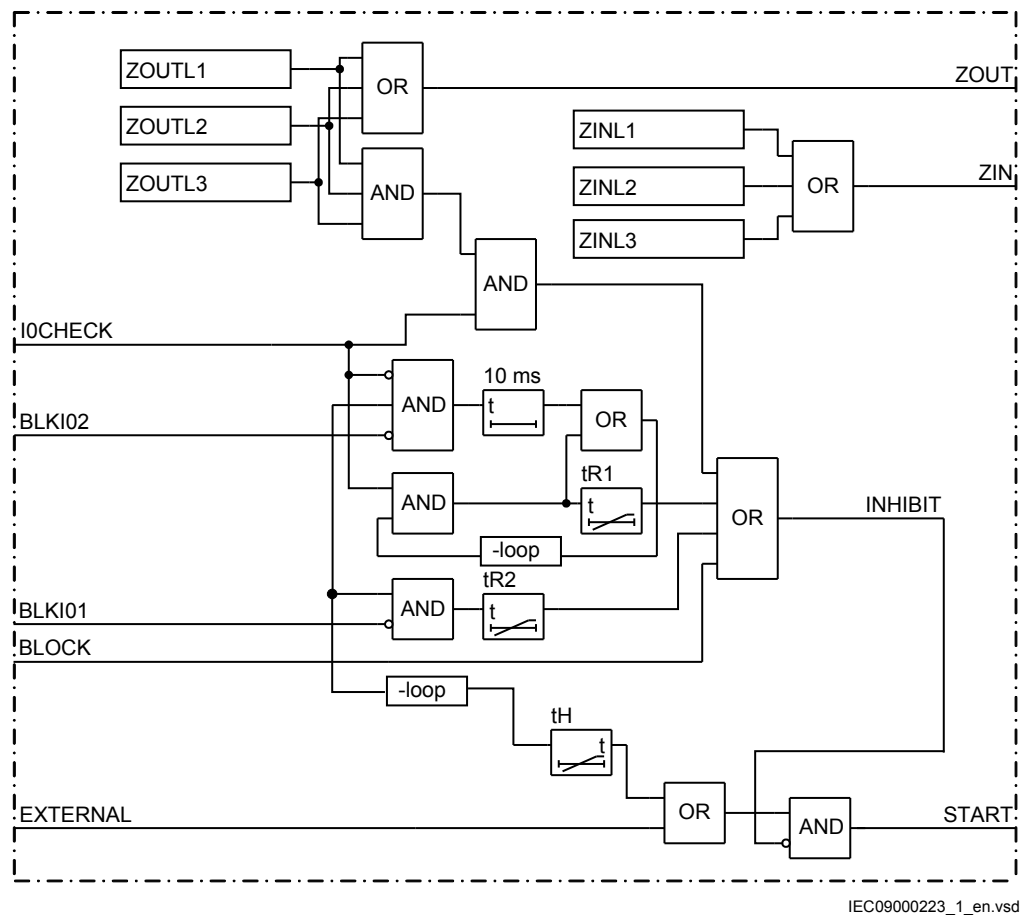 ZOUTL1
OR
ZOUT
ZOUTL2
ZINL1
ZOUTL3
AND
ZINL2
OR
ZIN
ZINL3
AND
I0CHECK
10 ms
AND
t
OR
BLKI02
tR1
AND
t
OR
INHIBIT
-loop
tR2
BLKI01
AND
t
BLOCK
-loop
tH
t
EXTERNAL
OR
AND
START
IEC09000223_1_en.vsd